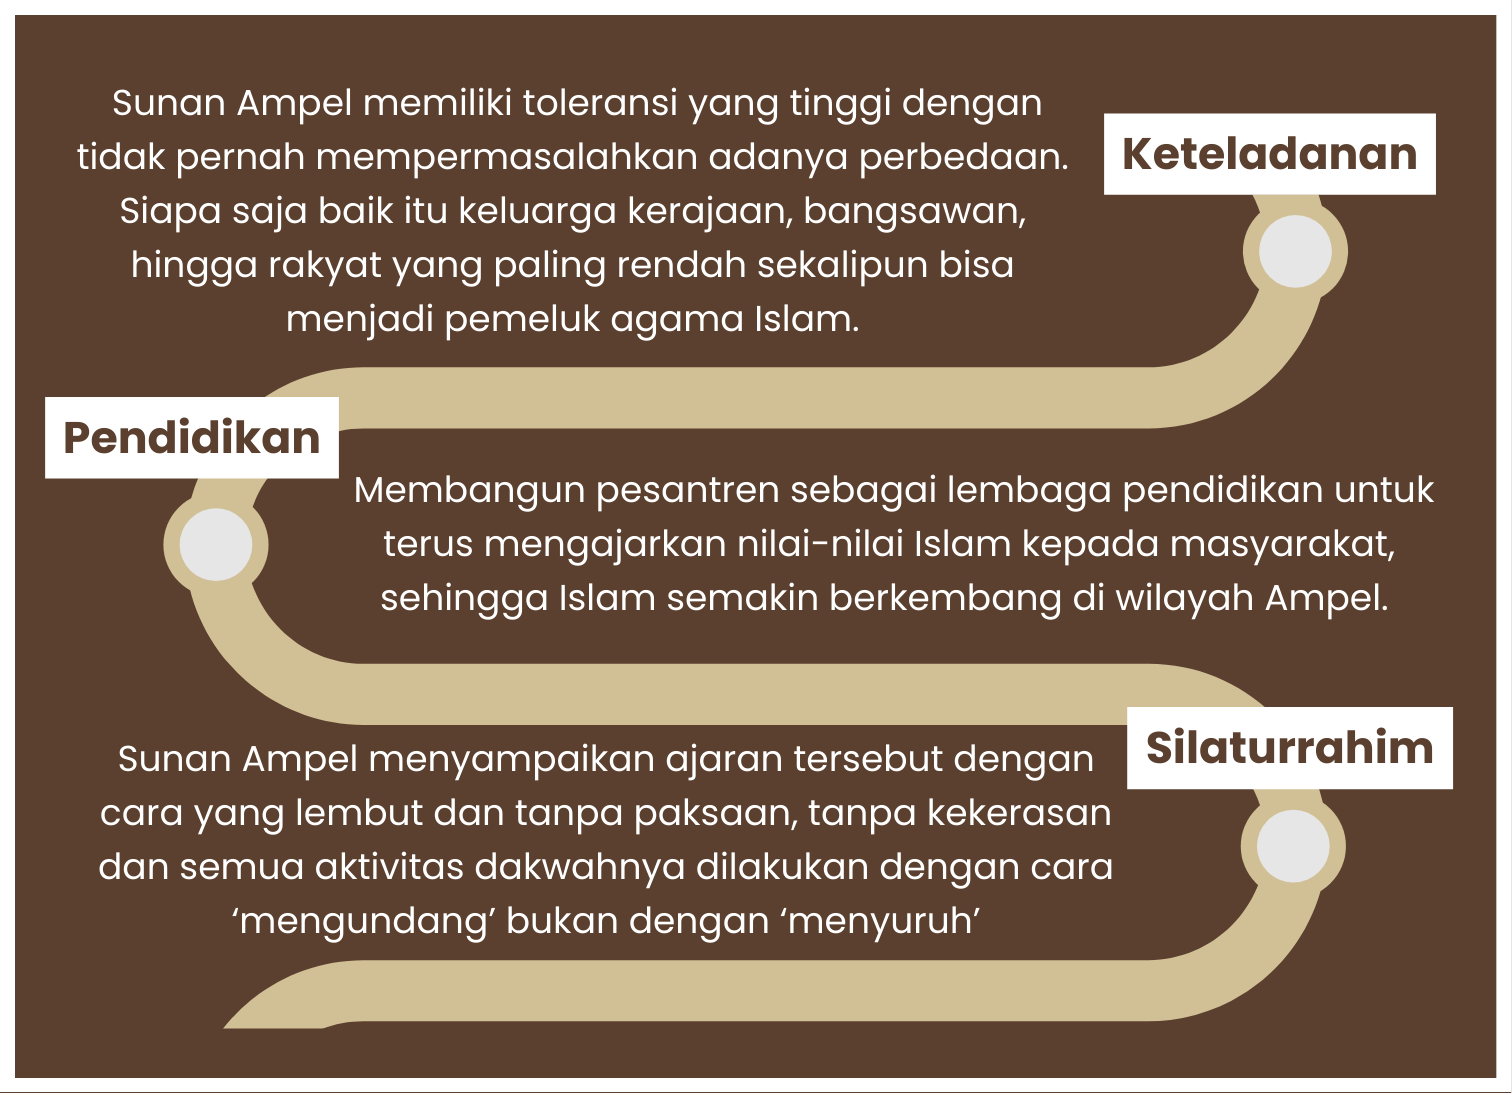 Keteladanan
Sunan Ampel memiliki toleransi yang tinggi dengan
tidak pernah mempermasalahkan adanya perbedaan.
Siapa saja baik itu keluarga kerajaan, bangsawan,
hingga rakyat yang paling rendah sekalipun bisa
menjadi pemeluk agama Islam.
Pendidikan
Membangun pesantren sebagai lembaga pendidikan untuk
terus mengajarkan nilai-nilai Islam kepada masyarakat,
sehingga Islam semakin berkembang di wilayah Ampel.
Silaturrahim
Sunan Ampel menyampaikan ajaran tersebut dengan
cara yang lembut dan tanpa paksaan, tanpa kekerasan
dan semua aktivitas dakwahnya dilakukan dengan cara
‘mengundang’ bukan dengan ‘menyuruh’